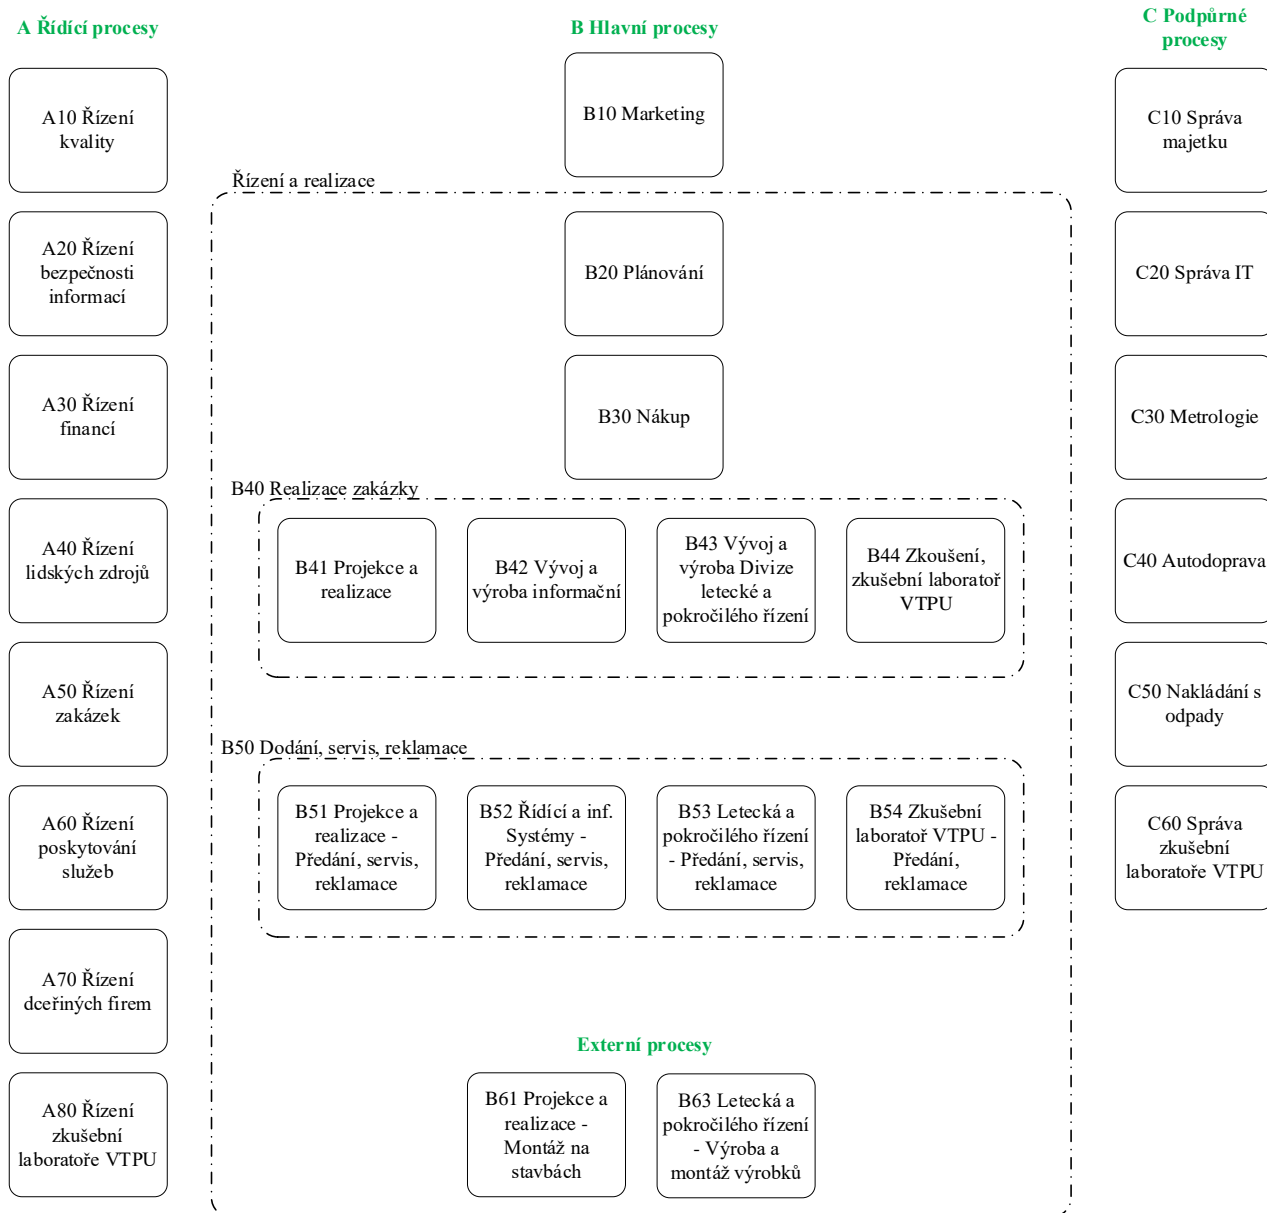 A Řídící procesy
A10 Řízení
kvality
A20 Řízení
bezpečnosti
informací
A30 Řízení
financí
A40 Řízení
lidských zdrojů
A50 Řízení
zakázek
A60 Řízení
poskytování
služeb
A70 Řízení
dceřiných firem
A80 Řízení
zkušební
laboratoře VTPU
B Hlavní procesy
B10 Marketing
Řízení a realizace
B20 Plánování
B30 Nákup
B40 Realizace zakázky
B41 Projekce a
realizace
B42 Vývoj a
výroba informační
B43 Vývoj a
výroba Divize
letecké a
pokročilého řízení
B44 Zkoušení,
zkušební laboratoř
VTPU
B50 Dodání, servis, reklamace
B51 Projekce a
realizace -
Předání, servis,
reklamace
B52 Řídící a inf.
Systémy -
Předání, servis,
reklamace
B53 Letecká a
pokročilého řízení
- Předání, servis,
reklamace
B54 Zkušební
laboratoř VTPU -
Předání,
reklamace
Externí procesy
B61 Projekce a
realizace -
Montáž na
stavbách
B63 Letecká a
pokročilého řízení
- Výroba a
montáž výrobků
C Podpůrné
procesy
C10 Správa
majetku
C20 Správa IT
C30 Metrologie
C40 Autodoprava
C50 Nakládání s
odpady
C60 Správa
zkušební
laboratoře VTPU